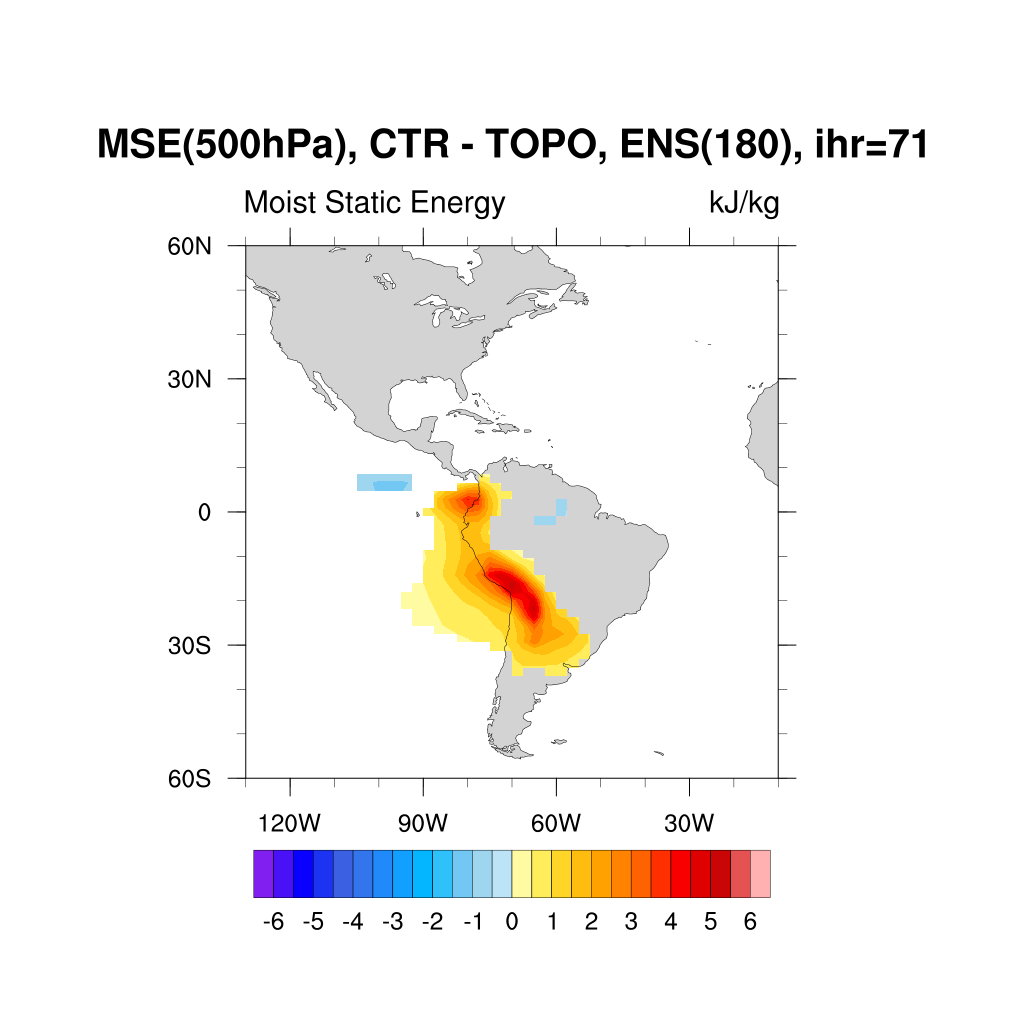 MSE(500hPa), CTR - TOPO, ENS(180), ihr=71
Moist Static Energy kJ/kg
60N
30N
0
30S
60S
120W 90W 60W 30W
-6 -5 -4 -3 -2 -1 0 1 2 3 4 5 6